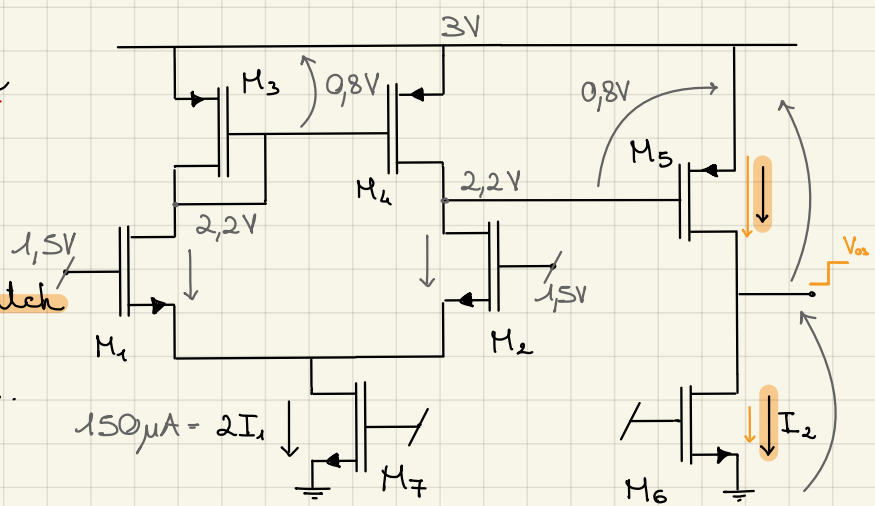 3V
M3
0,8V
0,8V
M5
M4
2,2V
2,2V
Vos
1,5V
1,5V
M1
M2
150μA = 2I1
I2
M7
M6